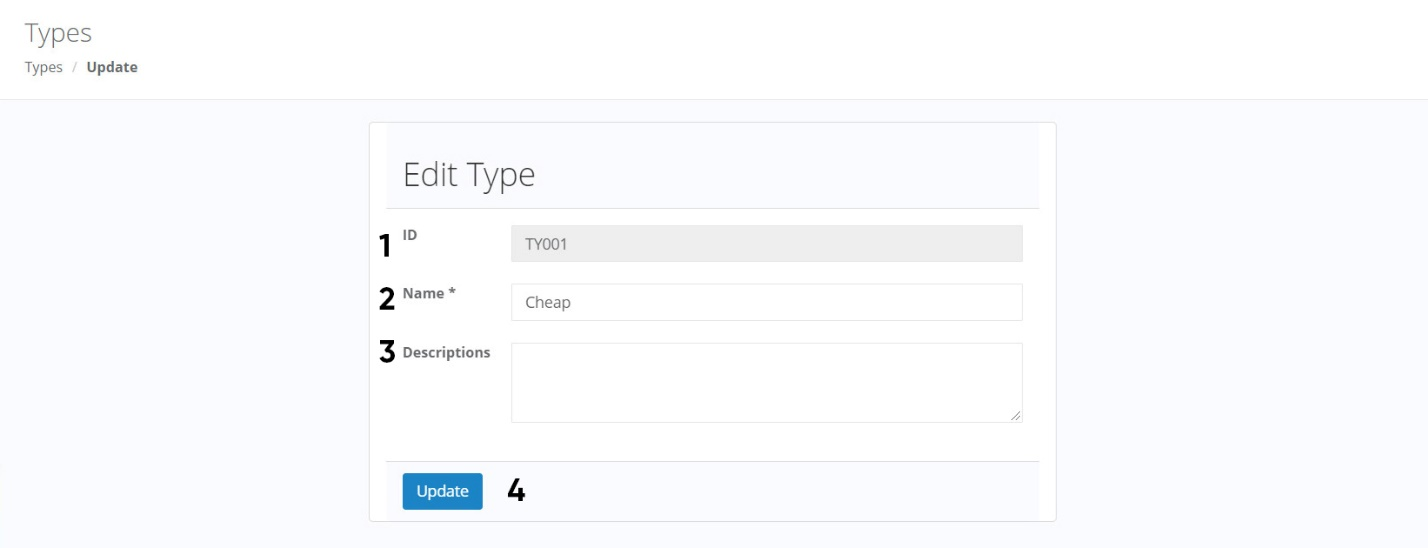 Types
Types / Update
Edit Type
1 ID TY001
2 Name * Cheap
3 Descriptions
Update 4